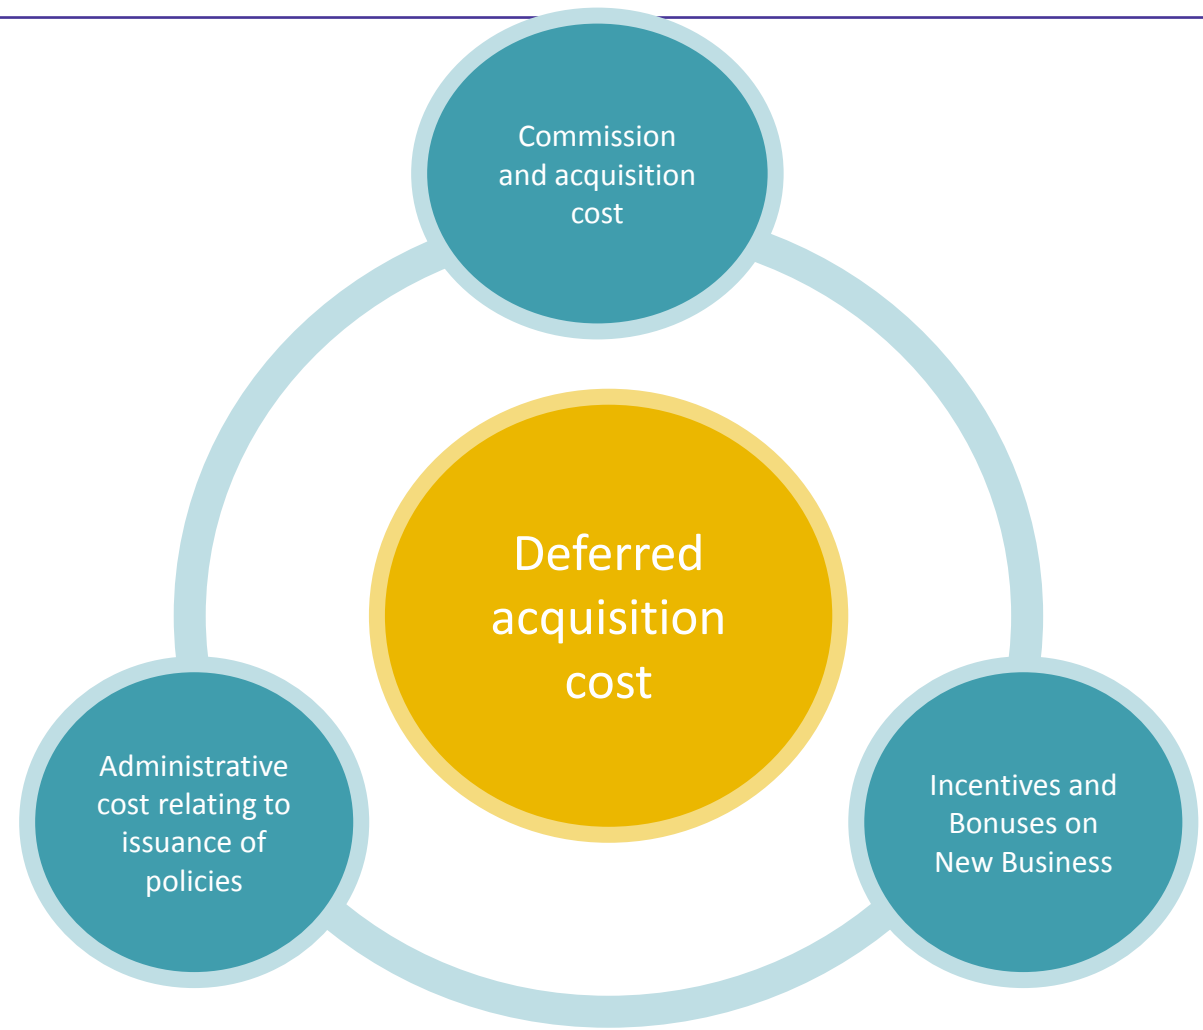 Commission
and acquisition
cost
Deferred
acquisition
cost
Administrative
cost relating to
issuance of
policies
Incentives and
Bonuses on
New Business